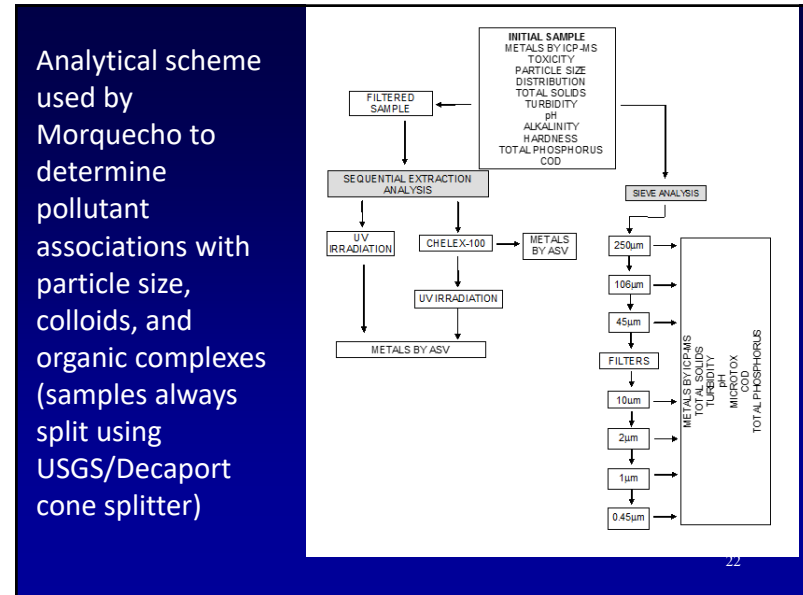 Analytical scheme
used by
Morquecho to
determine
pollutant
associations with
particle size,
colloids, and
organic complexes
(samples always
split using
USGS/Decaport
cone splitter)
INITIAL SAMPLE
METALS BY ICP-MS
TOXICITY
PARTICLE SIZE
DISTRIBUTION
TOTAL SOLIDS
TURBIDITY
pH
ALKALINITY
HARDNESS
TOTAL PHOSPHORUS
COD
FILTERED
SAMPLE
SEQUENTIAL EXTRACTION
ANALYSIS
UV
IRRADIATION
CHELEX-100
METALS
BY ASV
UV IRRADIATION
METALS BY ASV
SIEVE ANALYSIS
250µm
106µm
45µm
FILTERS
10µm
2µm
1µm
0.45µm
METALS BY ICP-MS
TOTAL SOLIDS
TURBIDITY
pH
MICROTOX
COD
TOTAL PHOSPHORUS
22